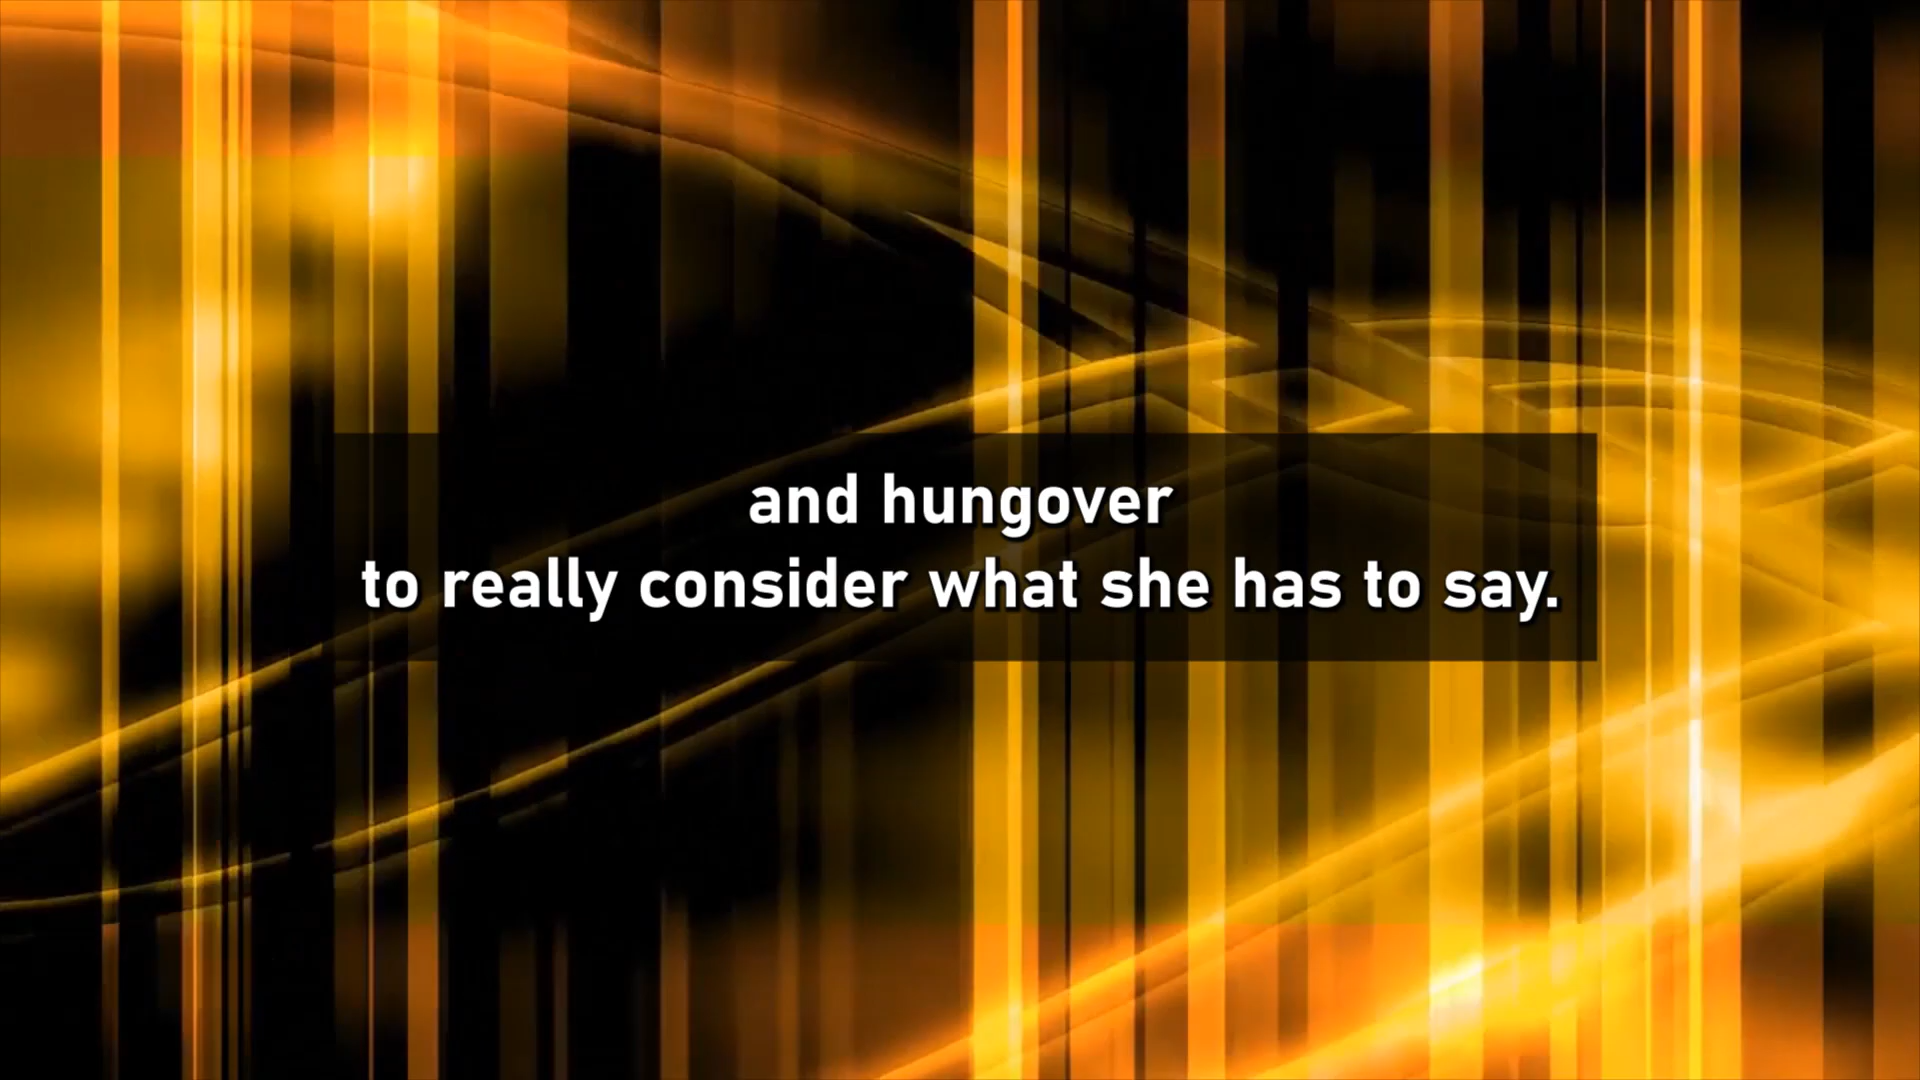 and hungover
to really consider what she has to say.